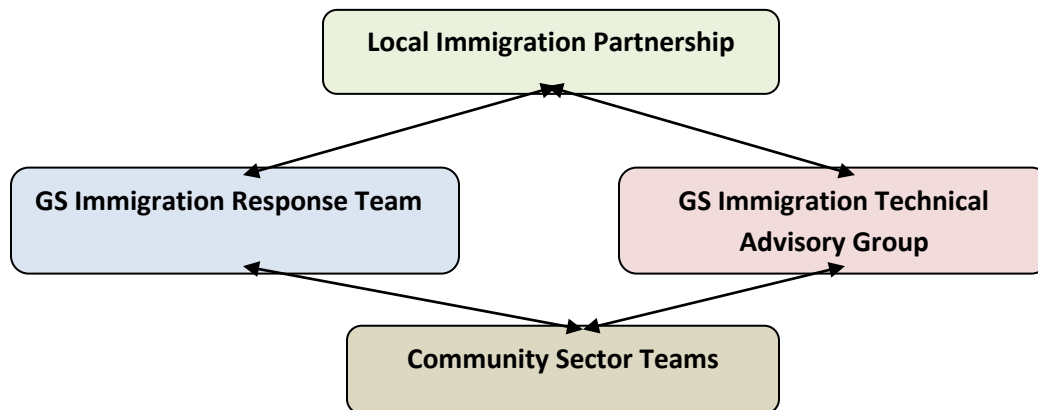 Local Immigration Partnership
GS Immigration Response Team
GS Immigration Technical
Advisory Group
Community Sector Teams